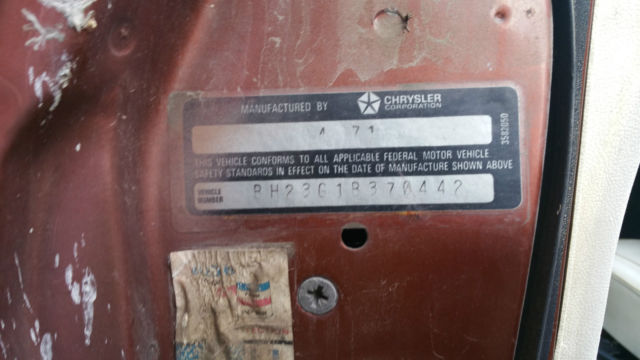 MANUFACTURED BY CHRYSLER CORPORATION
4 71
3582050
THIS VEHICLE CONFORMS TO ALL APPLICABLE FEDERAL MOTOR VEHICLE
SAFETY STANDARDS IN EFFECT ON THE DATE OF MANUFACTURE SHOWN ABOVE
VEHICLE NUMBER BH23G1B370442